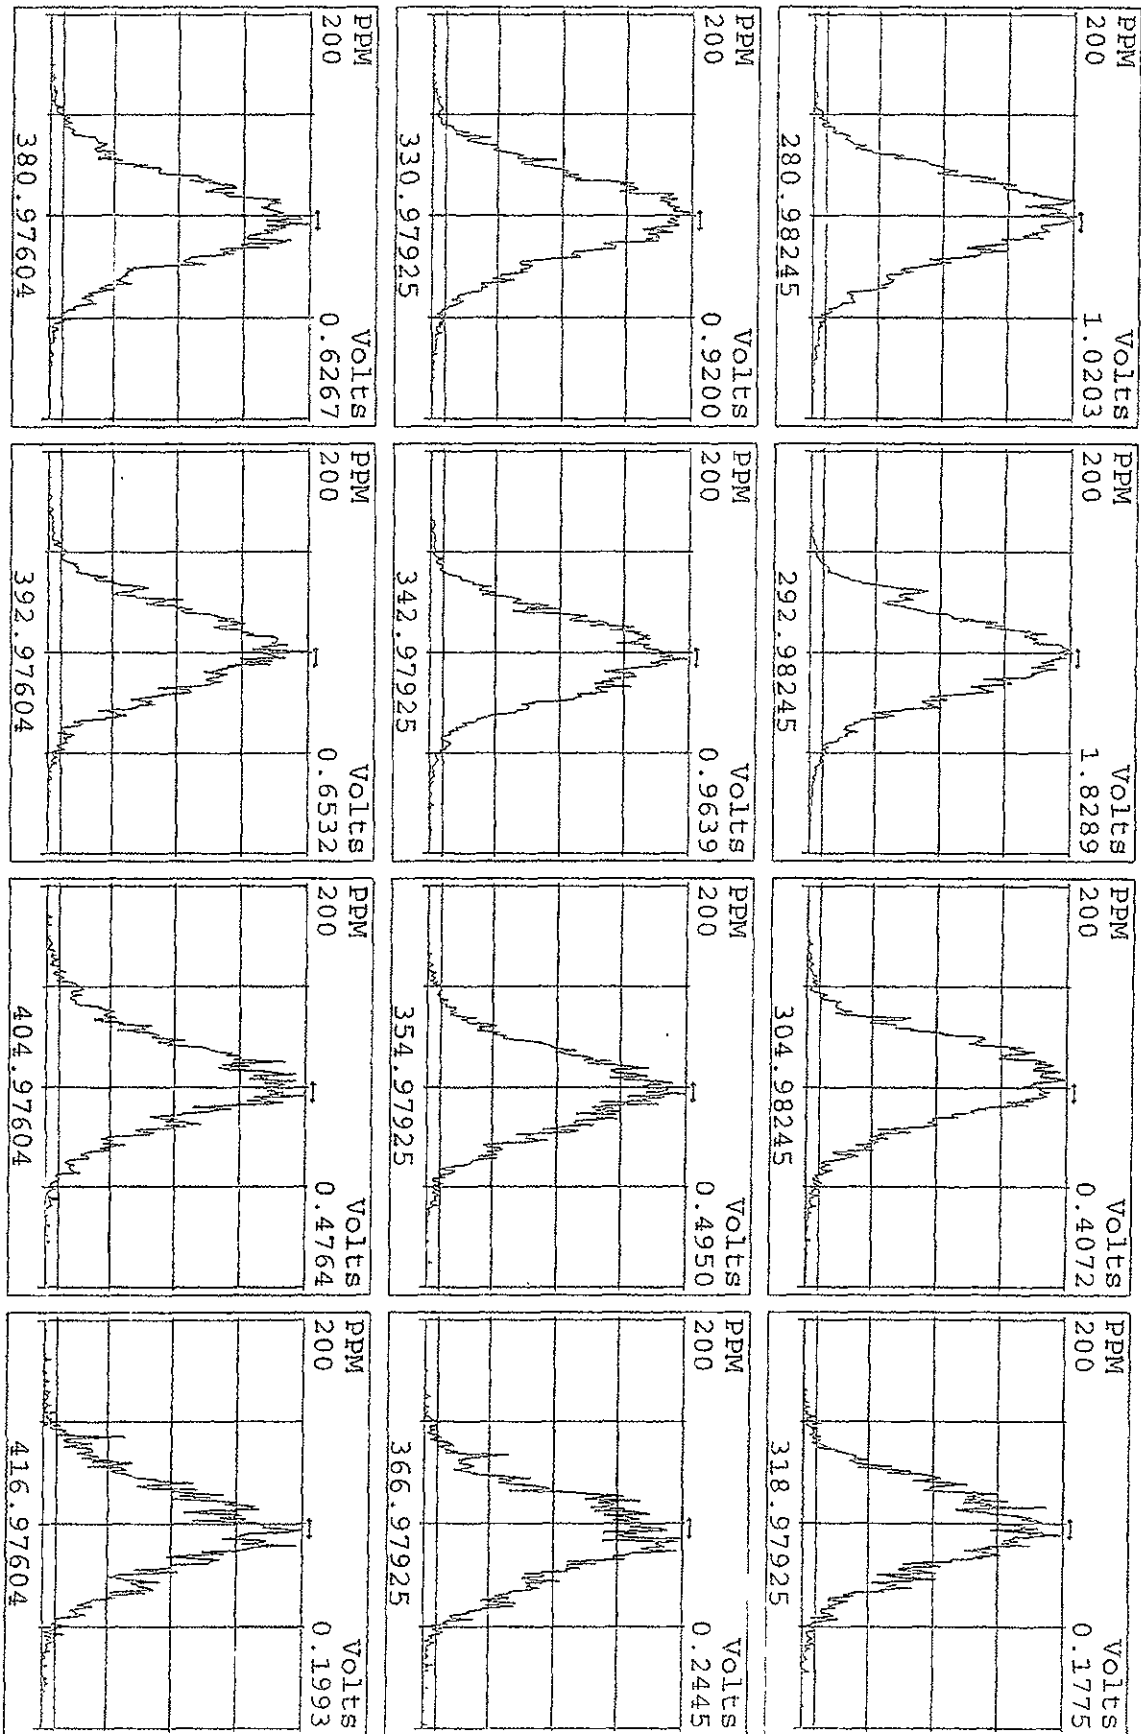 PPM Volts
200 1.0203
280.98245
PPM Volts
200 1.8289
292.98245
PPM Volts
200 0.4072
304.98245
PPM Volts
200 0.1775
318.97925
PPM Volts
200 0.9200
330.97925
PPM Volts
200 0.9639
342.97925
PPM Volts
200 0.4950
354.97925
PPM Volts
200 0.2445
366.97925
PPM Volts
200 0.6267
380.97604
PPM Volts
200 0.6532
392.97604
PPM Volts
200 0.4764
404.97604
PPM Volts
200 0.1993
416.97604